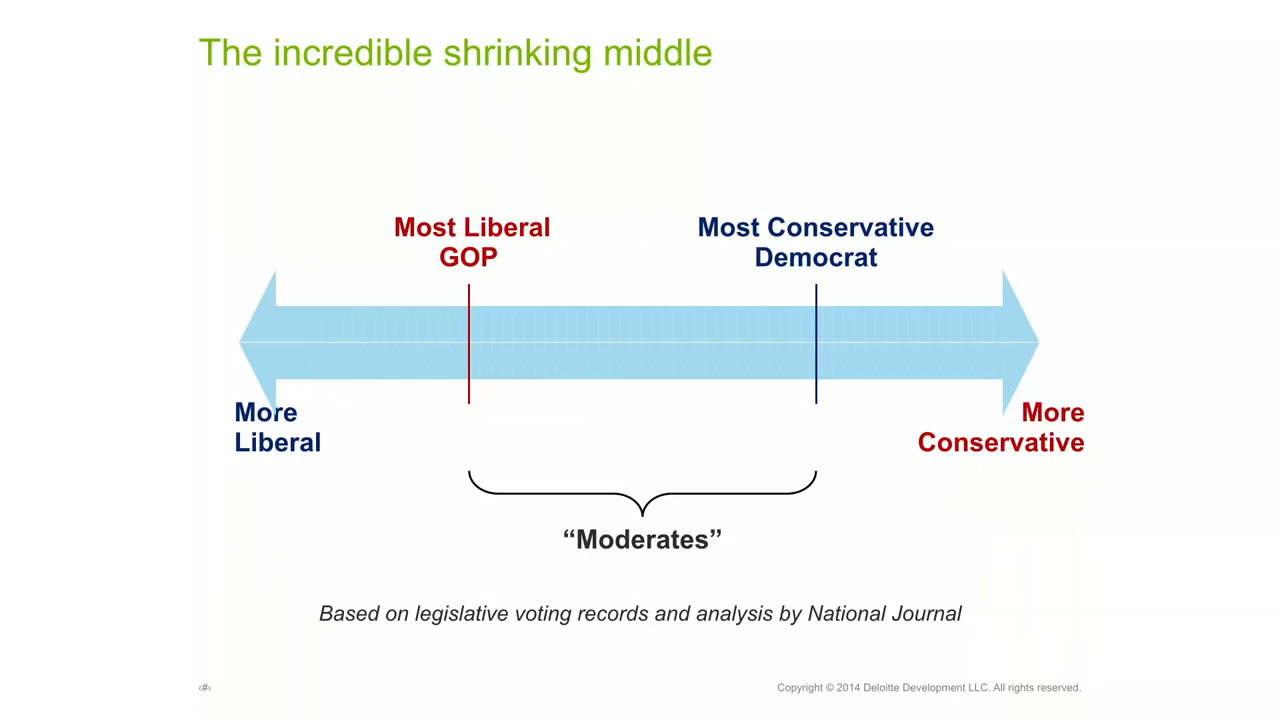 The incredible shrinking middle
Most Liberal
GOP
Most Conservative
Democrat
More
Liberal
More
Conservative
“Moderates”
Based on legislative voting records and analysis by National Journal
‹#›
Copyright © 2014 Deloitte Development LLC. All rights reserved.